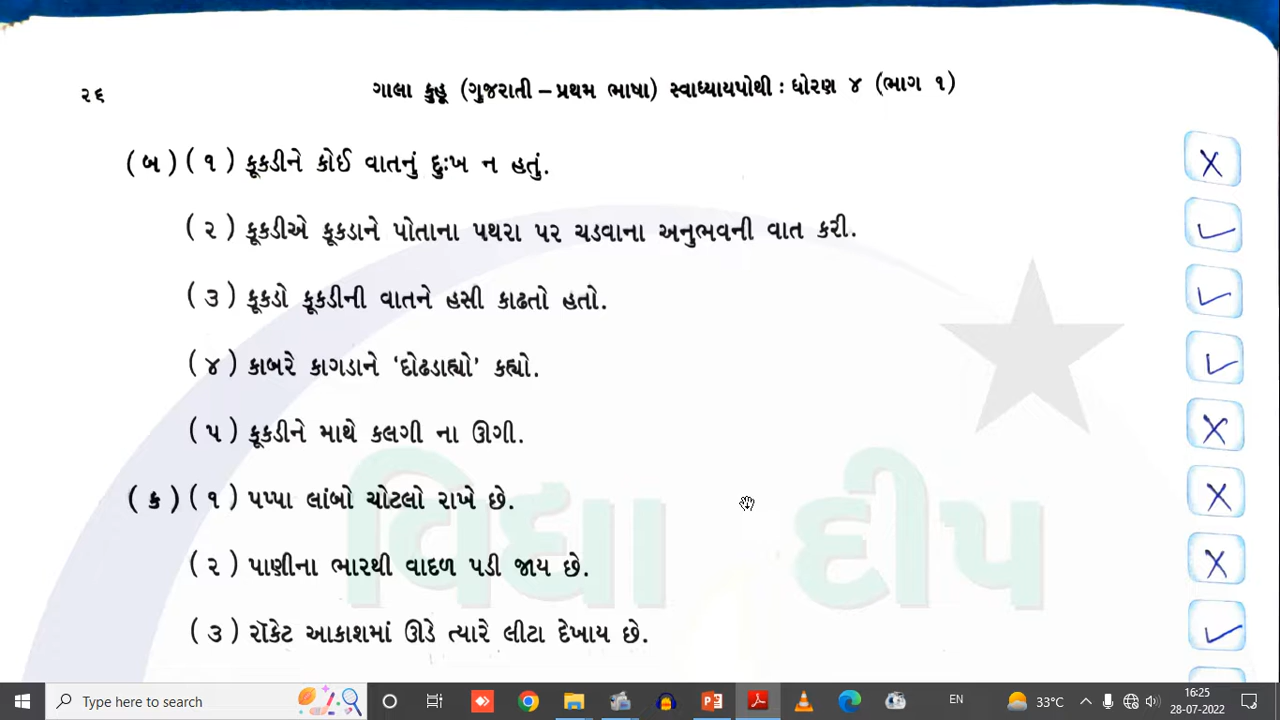 ૨૬
ગાલા કુહૂ (ગુજરાતી – પ્રથમ ભાષા) સ્વાધ્યાયપોથી : ધોરણ ૪ (ભાગ ૧)
(બ) (૧) કૂકડીને કોઈ વાતનું દુઃખ ન હતું. ✗
(૨) કૂકડીએ કૂકડાને પોતાના પથરા પર ચડવાના અનુભવની વાત કરી. ✓
(૩) કૂકડો કૂકડીની વાતને હસી કાઢતો હતો. ✓
(૪) કાબરે કાગડાને ‘દોઢડાહ્યો’ કહ્યો. ✓
(૫) કૂકડીને માથે કલગી ના ઊગી. ✗
(ક) (૧) પપ્પા લાંબો ચોટલો રાખે છે. ✗
(૨) પાણીના ભારથી વાદળ પડી જાય છે. ✗
(૩) રૉકેટ આકાશમાં ઊડે ત્યારે લીટા દેખાય છે. ✓
વિદ્યા દીપ
Type here to search
EN
33°C
16:25
28-07-2022